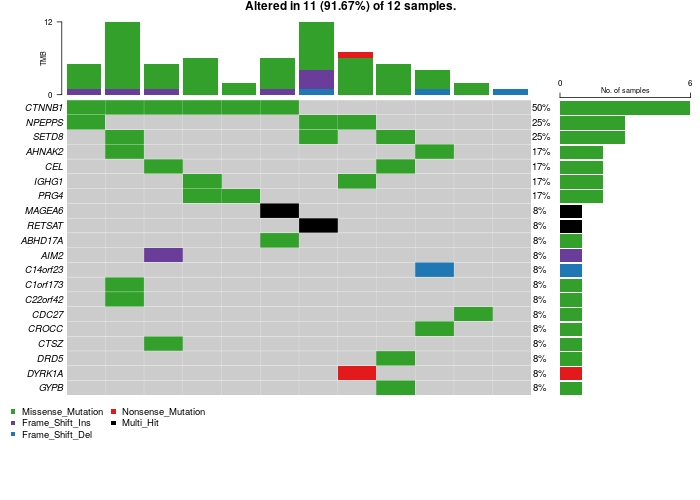 Altered in 11 (91.67%) of 12 samples.
12
TMB
0
0
6
No. of samples
CTNNB1 50%
NPEPPS 25%
SETD8 25%
AHNAK2 17%
CEL 17%
IGHG1 17%
PRG4 17%
MAGEA6 8%
RETSAT 8%
ABHD17A 8%
AIM2 8%
C14orf23 8%
C1orf173 8%
C22orf42 8%
CDC27 8%
CROCC 8%
CTSZ 8%
DRD5 8%
DYRK1A 8%
GYPB 8%
Missense_Mutation Nonsense_Mutation
Frame_Shift_Ins Multi_Hit
Frame_Shift_Del